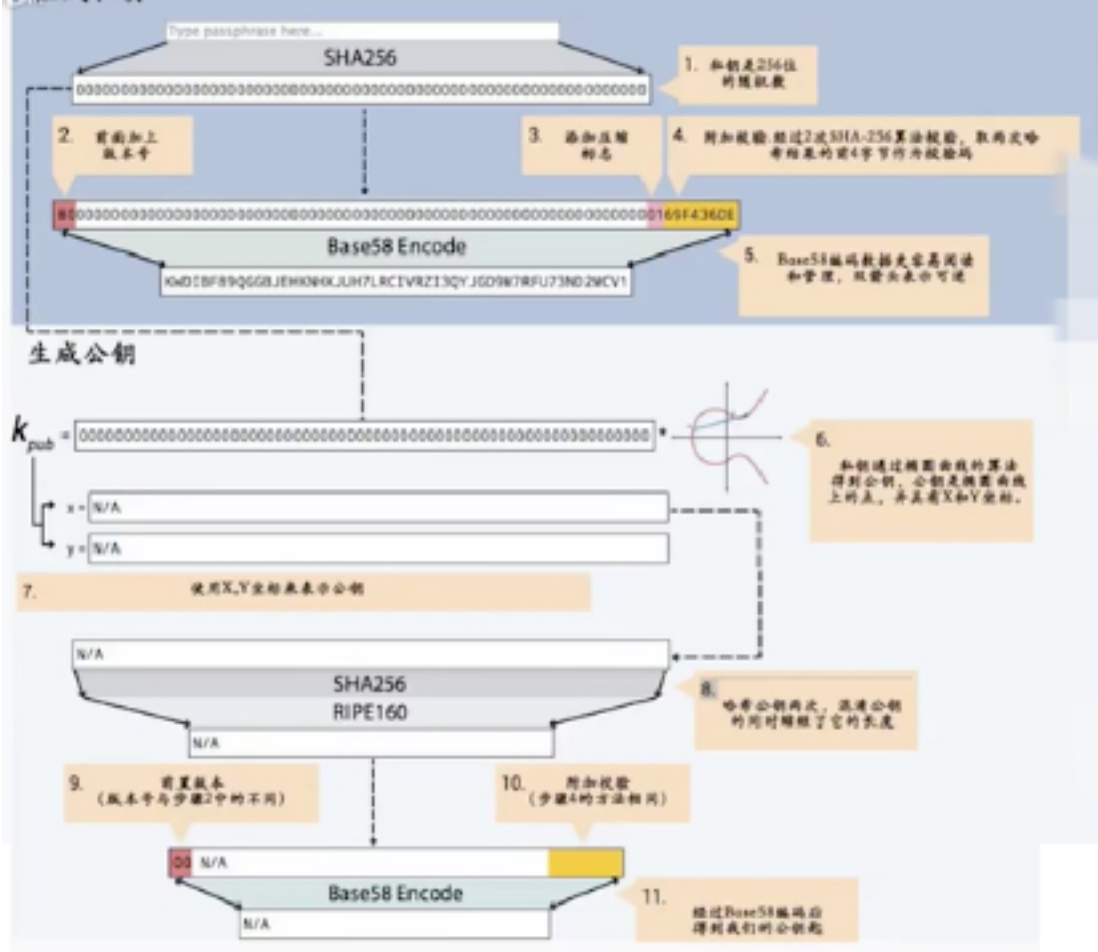 Type passphrase here...
SHA256
1. 私钥是256位
的随机数
2. 前面加上
版本号
3. 添加压缩
标志
4. 附加校验:经过2次SHA-256算法校验，取两次哈
希结果的前4字节作为校验码
80
0169F436DE
Base58 Encode
5. Base58编码数据更容易阅读
和管理，双箭头表示可逆
生成公钥
k pub =
*
6.
私钥通过椭圆曲线的算法
得到公钥，公钥是椭圆曲线
上的点，并具有X和Y坐标。
x = N/A
y = N/A
7. 使用X,Y坐标来表示公钥
N/A
SHA256
RIPE160
8. 哈希公钥两次，混淆公钥
的同时缩短了它的长度
N/A
9. 前置版本
(版本号与步骤2中的不同)
10. 附加校验
(步骤4的方法相同)
00 N/A
Base58 Encode
11. 经过Base58编码后
得到我们的公钥匙
N/A